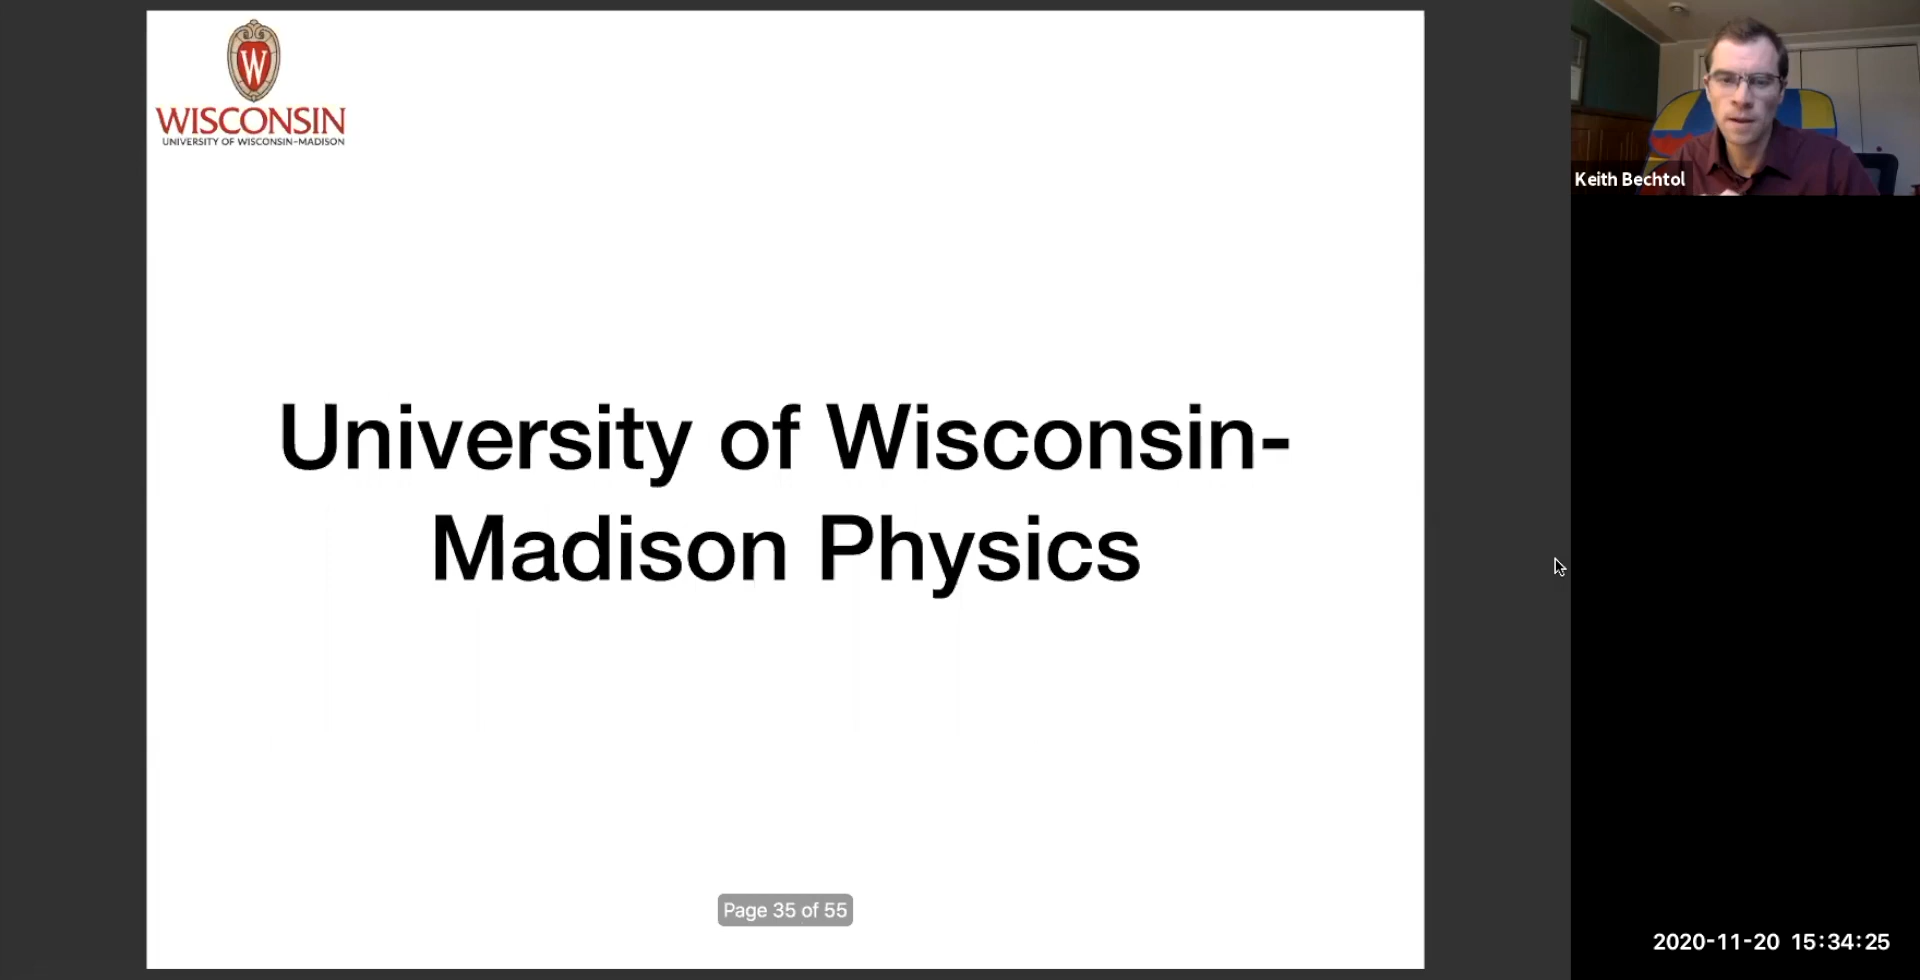 W
WISCONSIN
UNIVERSITY OF WISCONSIN–MADISON
University of Wisconsin-
Madison Physics
Page 35 of 55
Keith Bechtol
2020-11-20 15:34:25